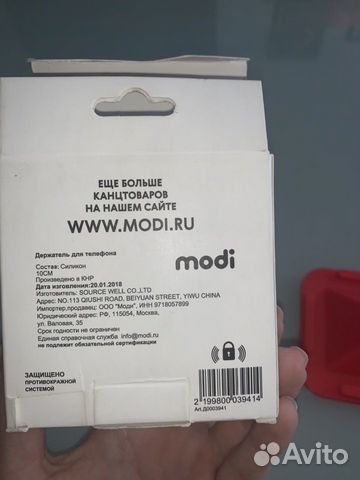 ЕЩЕ БОЛЬШЕ
КАНЦТОВАРОВ
НА НАШЕМ САЙТЕ
WWW.MODI.RU
Держатель для телефона
Состав: Силикон
10СМ
Произведено в КНР
Дата изготовления:20.01.2018
Изготовитель: SOURCE WELL CO.,LTD
Адрес: NO.113 QIUSHI ROAD, BEIYUAN STREET, YIWU CHINA
Импортер,продавец: ООО "Моди", ИНН 9718057899
Юридический адрес: РФ, 115054, Москва,
ул. Валовая, 35
Срок годности не ограничен
Единая справочная служба info@modi.ru
не подлежит обязательной сертификации
modi
ЗАЩИЩЕНО
ПРОТИВОКРАЖНОЙ
СИСТЕМОЙ
2 199800 039414
Art.Д0003941
Avito